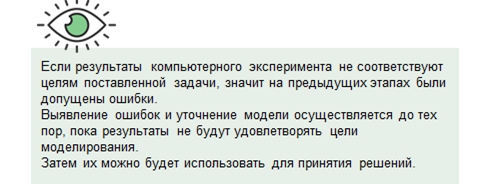 Если результаты компьютерного эксперимента не соответствуют
целям поставленной задачи, значит на предыдущих этапах были
допущены ошибки.
Выявление ошибок и уточнение модели осуществляется до тех
пор, пока результаты не будут удовлетворять цели
моделирования.
Затем их можно будет использовать для принятия решений.